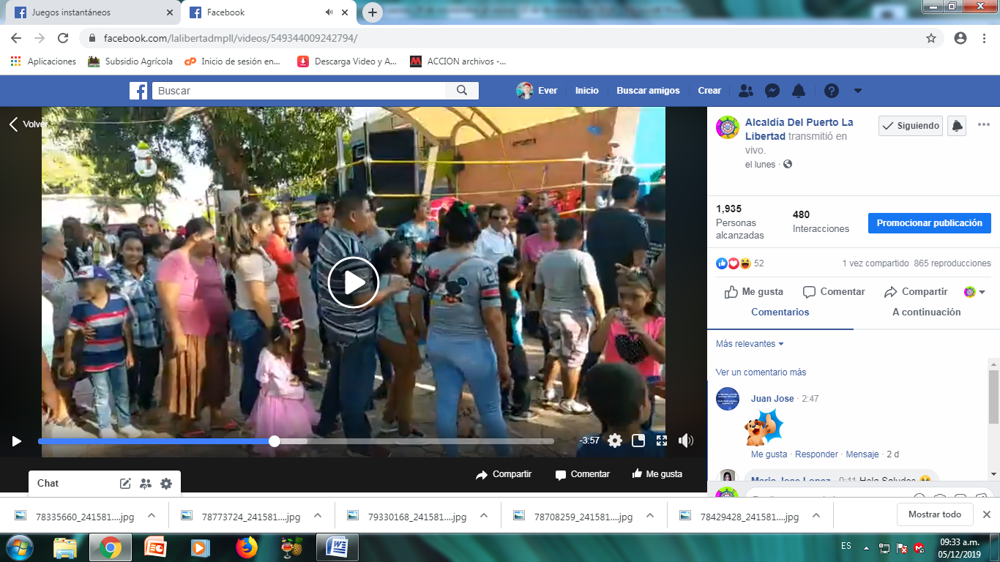 Juegos instantáneos
Facebook
facebook.com/lalibertadmpll/videos/549344009242794/
Aplicaciones
Subsidio Agrícola
Inicio de sesión en...
Descarga Video y A...
ACCION archivos -...
Buscar
Ever
Inicio
Buscar amigos
Crear
Volver
Alcaldía Del Puerto La
Libertad transmitió en
vivo.
el lunes ·
Siguiendo
1,935
Personas
alcanzadas
480
Interacciones
Promocionar publicación
52
1 vez compartido 865 reproducciones
Me gusta
Comentar
Compartir
Comentarios
A continuación
Más relevantes
Ver un comentario más
Juan Jose · 2:47
Me gusta · Responder · Mensaje · 2 d
Maria Jose Lopez · 0:11 Hola Saludos
-3:57
Compartir
Comentar
Me gusta
Chat
78335660_241581....jpg
78773724_241581....jpg
79330168_241581....jpg
78708259_241581....jpg
78429428_241581....jpg
Mostrar todo
ES
09:33 a.m.
05/12/2019